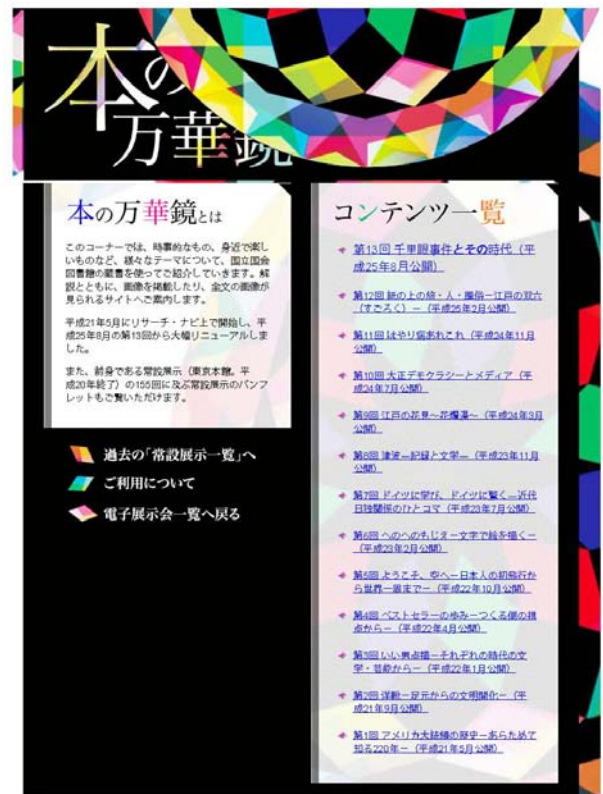 本の
万華鏡
本の万華鏡とは
このコーナーでは、時事的なもの、身近で楽し
いものなど、様々なテーマについて、国立国会
図書館の蔵書を使ってご紹介していきます。解
説とともに、画像を掲載したり、全文の画像が
見られるサイトへご案内します。
平成21年5月にリサーチ・ナビ上で開始し、平
成25年8月の第13回から大幅リニューアルしま
した。
また、前身である常設展示（東京本館。平
成20年終了）の155回に及ぶ常設展示のパンフ
レットもご覧いただけます。
過去の「常設展示一覧」へ
ご利用について
電子展示会一覧へ戻る
コンテンツ一覧
第13回 千里眼事件とその時代（平
成25年8月公開）
第12回 紙の上の旅・人・風俗－江戸の双六
（すごろく）－（平成25年2月公開）
第11回 はやり病あれこれ（平成24年11月
公開）
第10回 大正デモクラシーとメディア（平
成24年7月公開）
第9回 江戸の花見～花爛漫～（平成24年3月
公開）
第8回 津波－記録と文学－（平成23年11月
公開）
第7回 ドイツに学び、ドイツに驚く－近代
日独関係のひとコマ（平成23年7月公開）
第6回 へのへのもじえ－文字で絵を描く－
（平成23年2月公開）
第5回 ようこそ、空へ－日本人の初飛行か
ら世界一周まで－（平成22年10月公開）
第4回 ベストセラーの歩み－つくる側の視
点から－（平成22年4月公開）
第3回 いい男点描－それぞれの時代の文
学・芸能から－（平成22年1月公開）
第2回 洋靴－足元からの文明開化－（平
成21年9月公開）
第1回 アメリカ大統領の歴史－あらためて
知る220年－（平成21年5月公開）